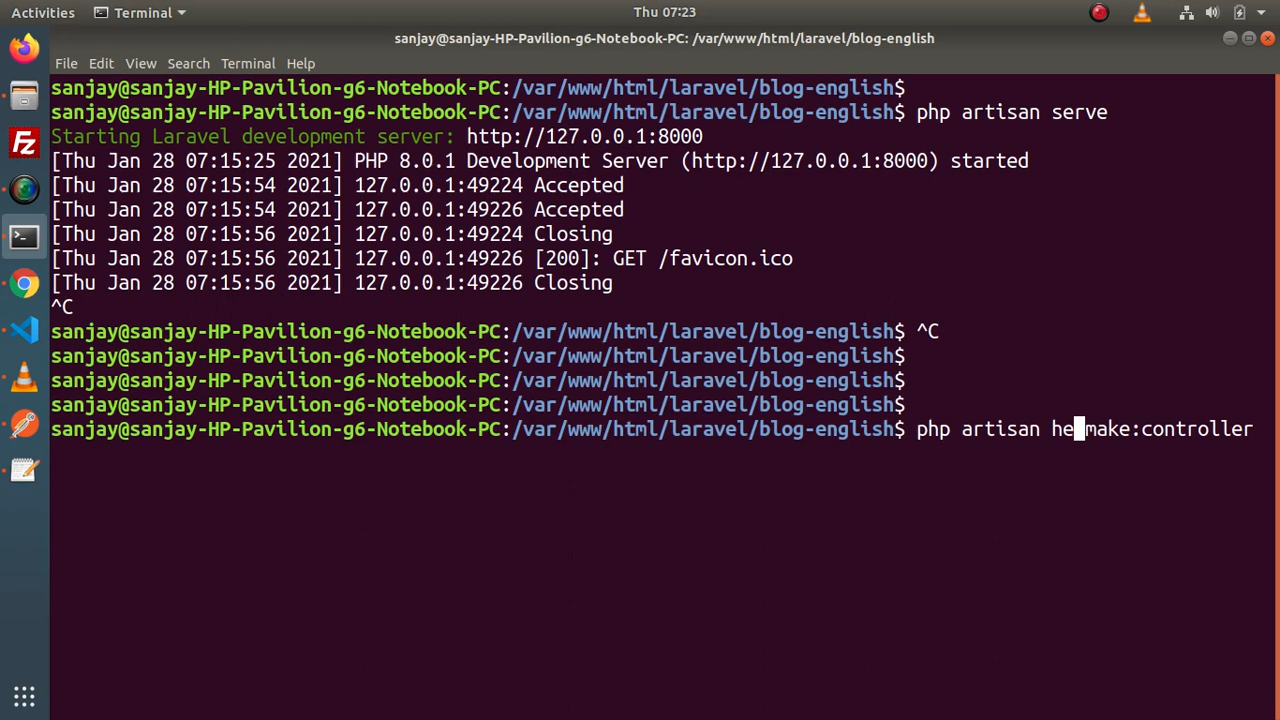 Activities Terminal Thu 07:23
sanjay@sanjay-HP-Pavilion-g6-Notebook-PC: /var/www/html/laravel/blog-english
File Edit View Search Terminal Help
sanjay@sanjay-HP-Pavilion-g6-Notebook-PC:/var/www/html/laravel/blog-english$
sanjay@sanjay-HP-Pavilion-g6-Notebook-PC:/var/www/html/laravel/blog-english$ php artisan serve
Starting Laravel development server: http://127.0.0.1:8000
[Thu Jan 28 07:15:25 2021] PHP 8.0.1 Development Server (http://127.0.0.1:8000) started
[Thu Jan 28 07:15:54 2021] 127.0.0.1:49224 Accepted
[Thu Jan 28 07:15:54 2021] 127.0.0.1:49226 Accepted
[Thu Jan 28 07:15:56 2021] 127.0.0.1:49224 Closing
[Thu Jan 28 07:15:56 2021] 127.0.0.1:49226 [200]: GET /favicon.ico
[Thu Jan 28 07:15:56 2021] 127.0.0.1:49226 Closing
^C
sanjay@sanjay-HP-Pavilion-g6-Notebook-PC:/var/www/html/laravel/blog-english$ ^C
sanjay@sanjay-HP-Pavilion-g6-Notebook-PC:/var/www/html/laravel/blog-english$
sanjay@sanjay-HP-Pavilion-g6-Notebook-PC:/var/www/html/laravel/blog-english$
sanjay@sanjay-HP-Pavilion-g6-Notebook-PC:/var/www/html/laravel/blog-english$
sanjay@sanjay-HP-Pavilion-g6-Notebook-PC:/var/www/html/laravel/blog-english$ php artisan he make:controller